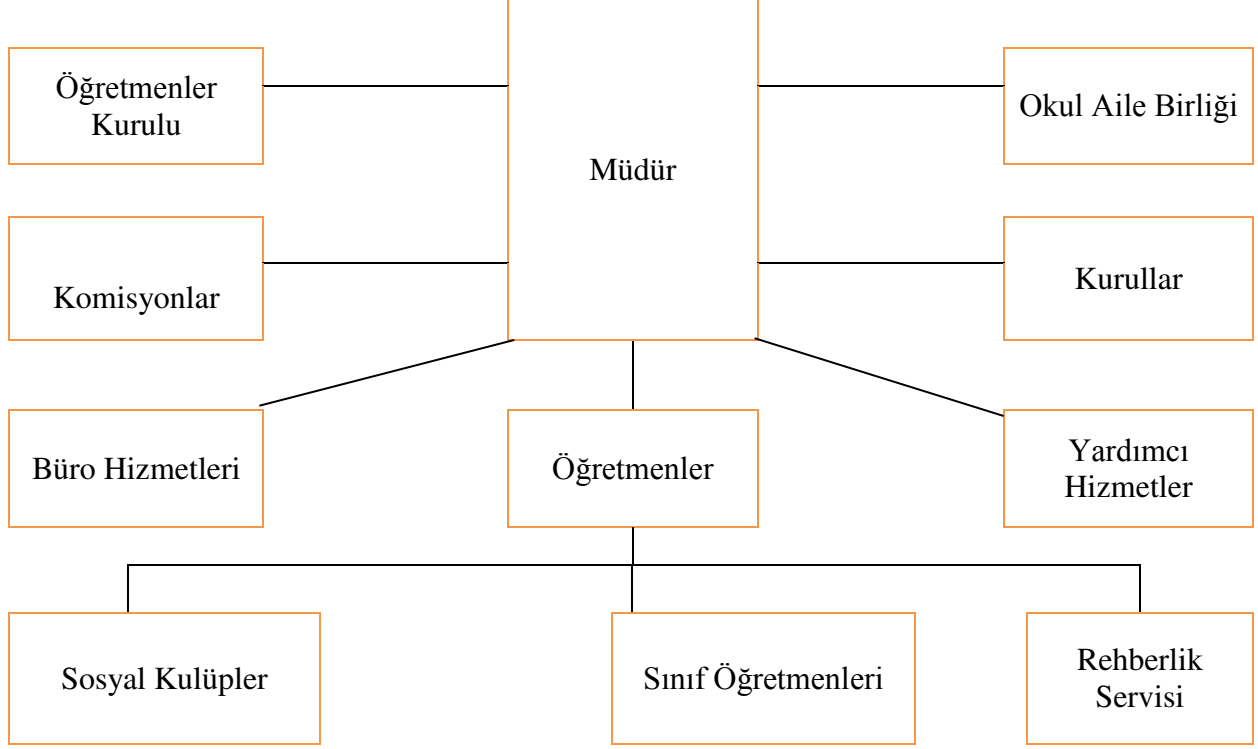 Öğretmenler
Kurulu
Müdür
Okul Aile Birliği
Komisyonlar
Kurullar
Büro Hizmetleri
Öğretmenler
Yardımcı
Hizmetler
Sosyal Kulüpler
Sınıf Öğretmenleri
Rehberlik
Servisi